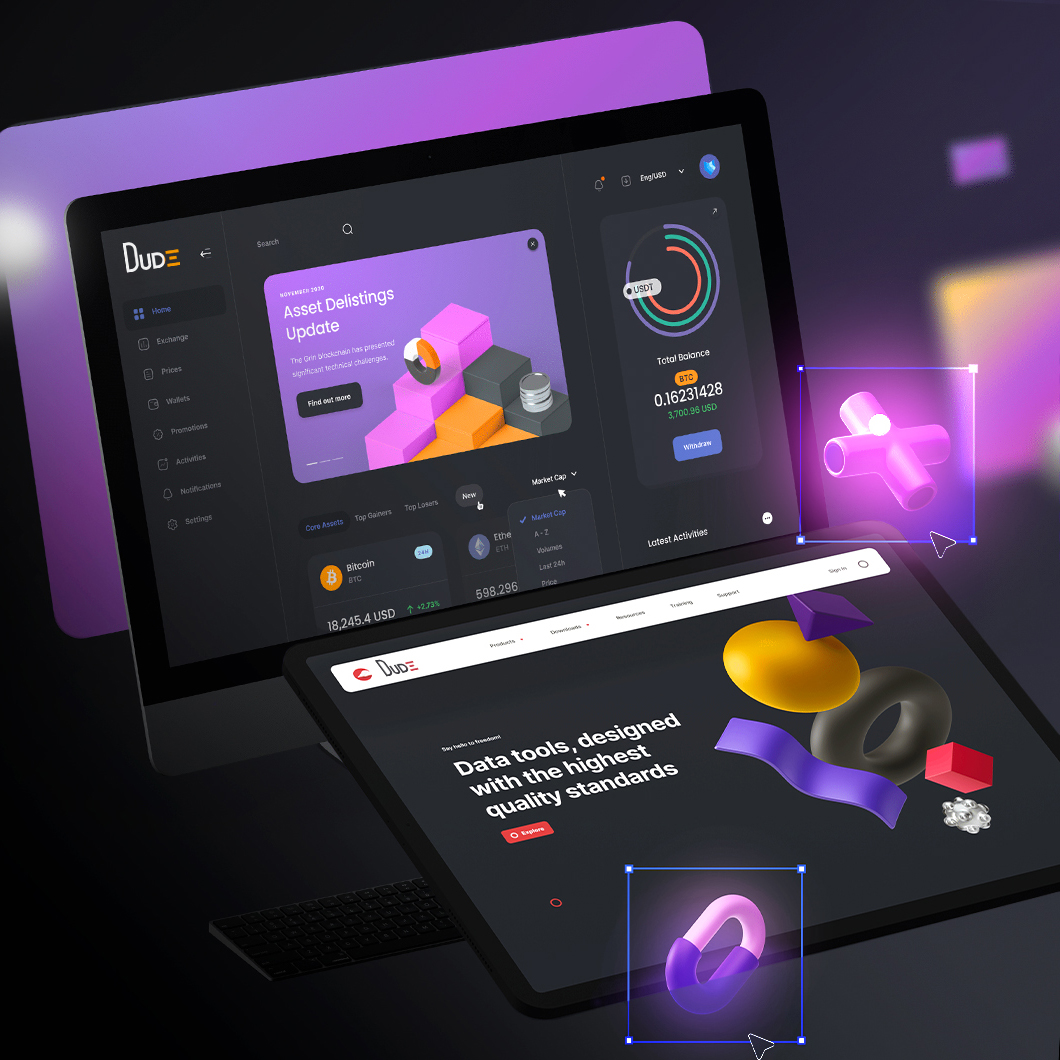 DUDE
Search
Eng/USD
Home
Exchange
Prices
Wallets
Promotions
Activities
Notifications
Settings
NOVEMBER 2020
Asset Delistings
Update
The Grin blockchain has presented
significant technical challenges,
Find out more
USDT
Total Balance
BTC
0.16231428
3,700.96 USD
Withdraw
Core Assets
Top Gainers
Top Losers
New
Market Cap
Market Cap
A - Z
Volumes
Last 24h
Price
Bitcoin
BTC
24H
18,245.4 USD
+2.73%
Ethe
ETH
598.296
Latest Activities
DUDE
Products
Downloads
Resources
Training
Support
Sign in
Say hello to freedom!
Data tools, designed
with the highest
quality standards
Explore